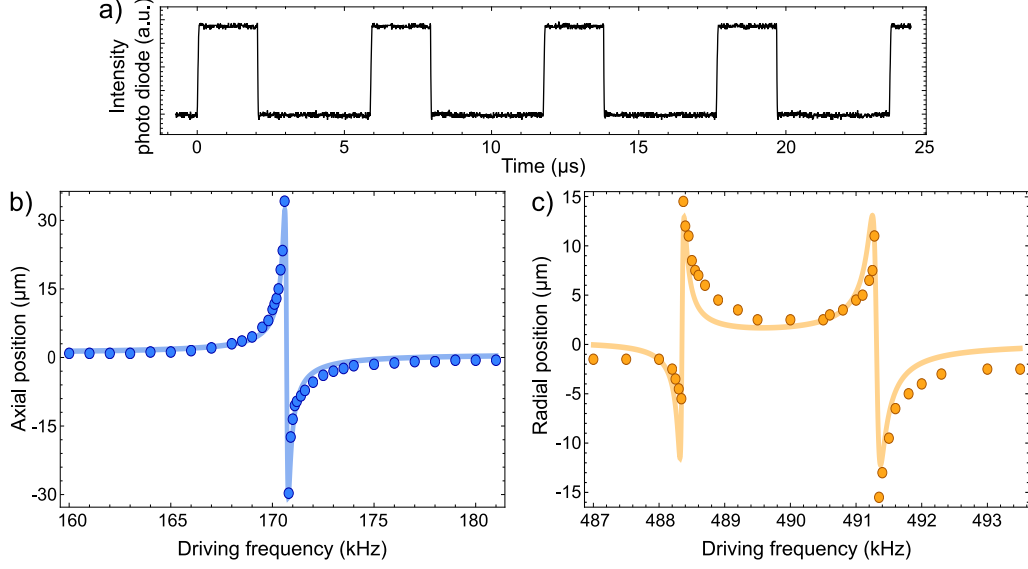 a)
Intensity
photo diode (a.u.)
0 5 10 15 20 25
Time (µs)
b)
Axial position (µm)
30
15
0
-15
-30
160 165 170 175 180
Driving frequency (kHz)
c)
Radial position (µm)
15
10
5
0
-5
-10
-15
487 488 489 490 491 492 493
Driving frequency (kHz)